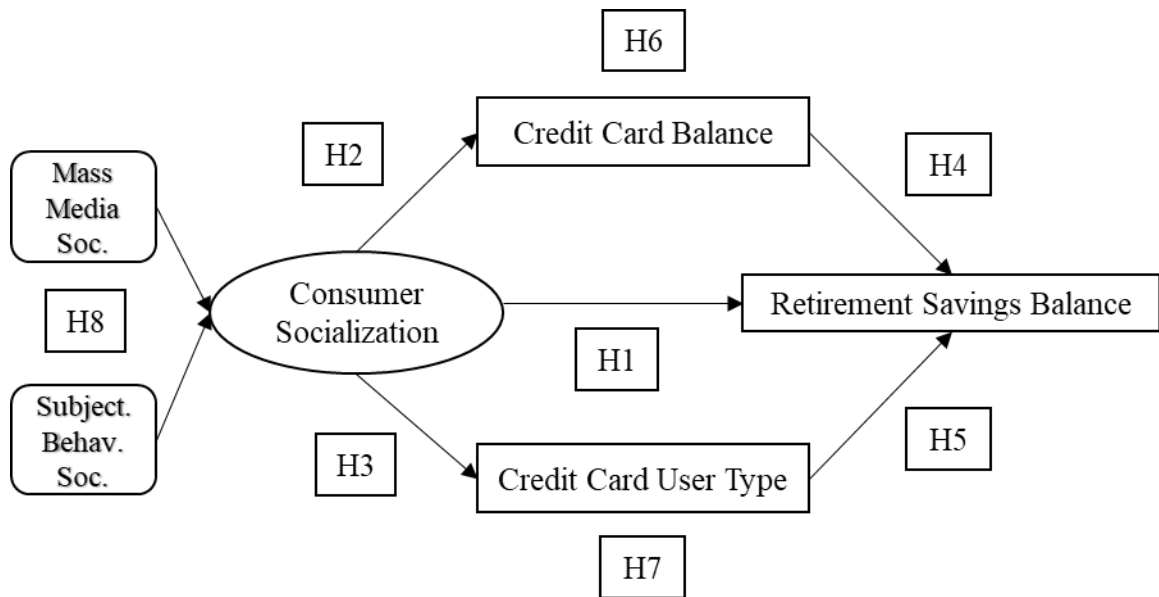 H6
Credit Card Balance
H2
H4
Mass
Media
Soc.
H8
Consumer
Socialization
Retirement Savings Balance
H1
Subject.
Behav.
Soc.
H3
H5
Credit Card User Type
H7